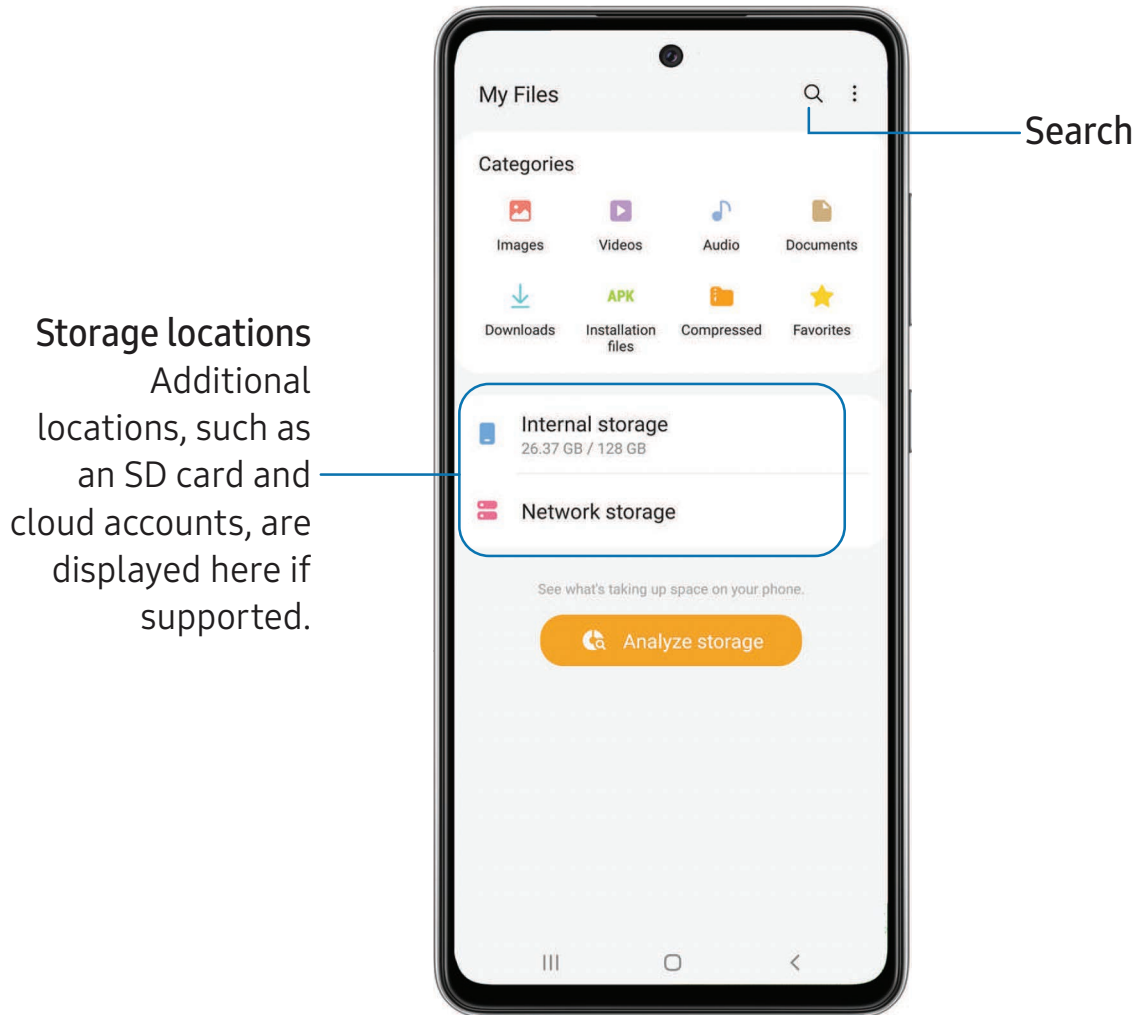 My Files
Search
Categories
Images
Videos
Audio
Documents
Downloads
APK
Installation
files
Compressed
Favorites
Storage locations
Additional
locations, such as
an SD card and
cloud accounts, are
displayed here if
supported.
Internal storage
26.37 GB / 128 GB
Network storage
See what's taking up space on your phone.
Analyze storage